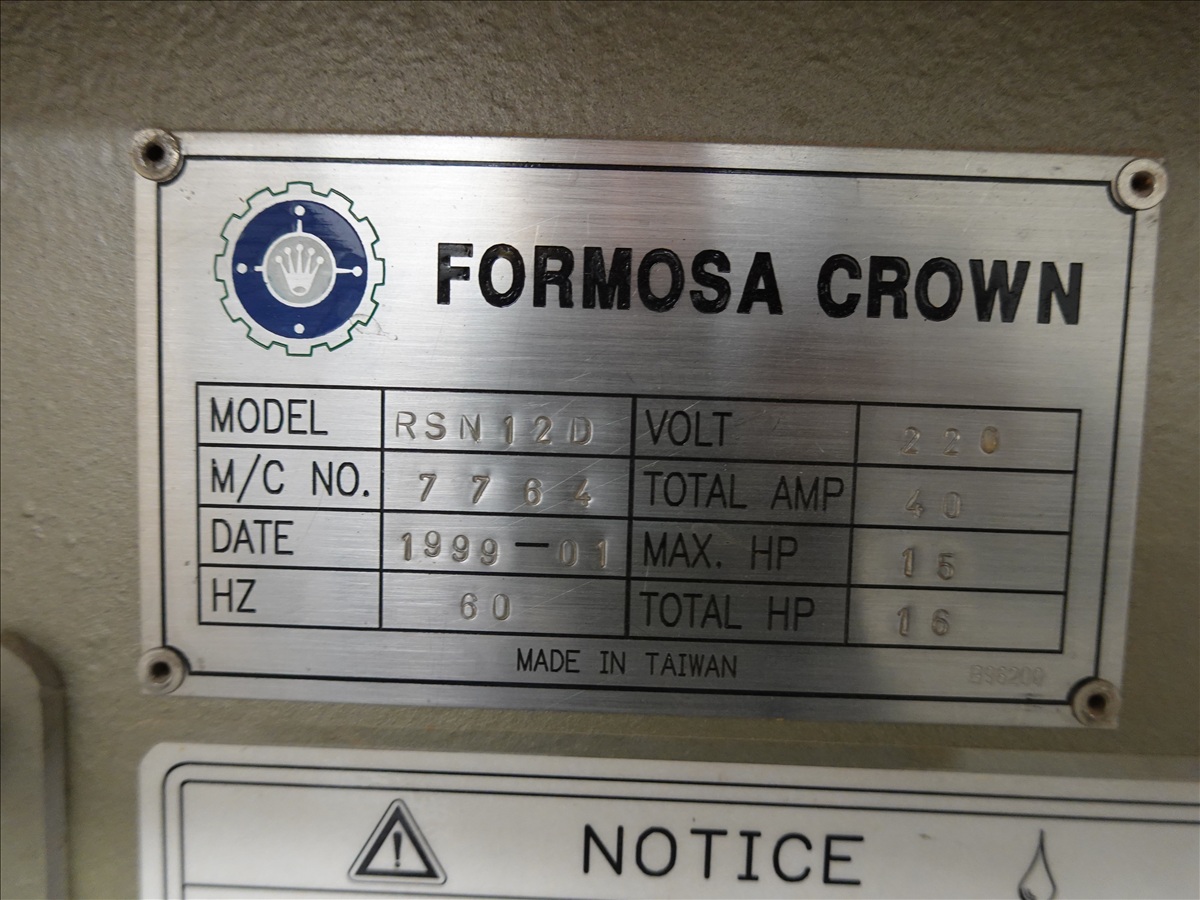 FORMOSA CROWN
MODEL RSN12D VOLT 220
M/C NO. 7764 TOTAL AMP 40
DATE 1999-01 MAX. HP 15
HZ 60 TOTAL HP 16
MADE IN TAIWAN
NOTICE